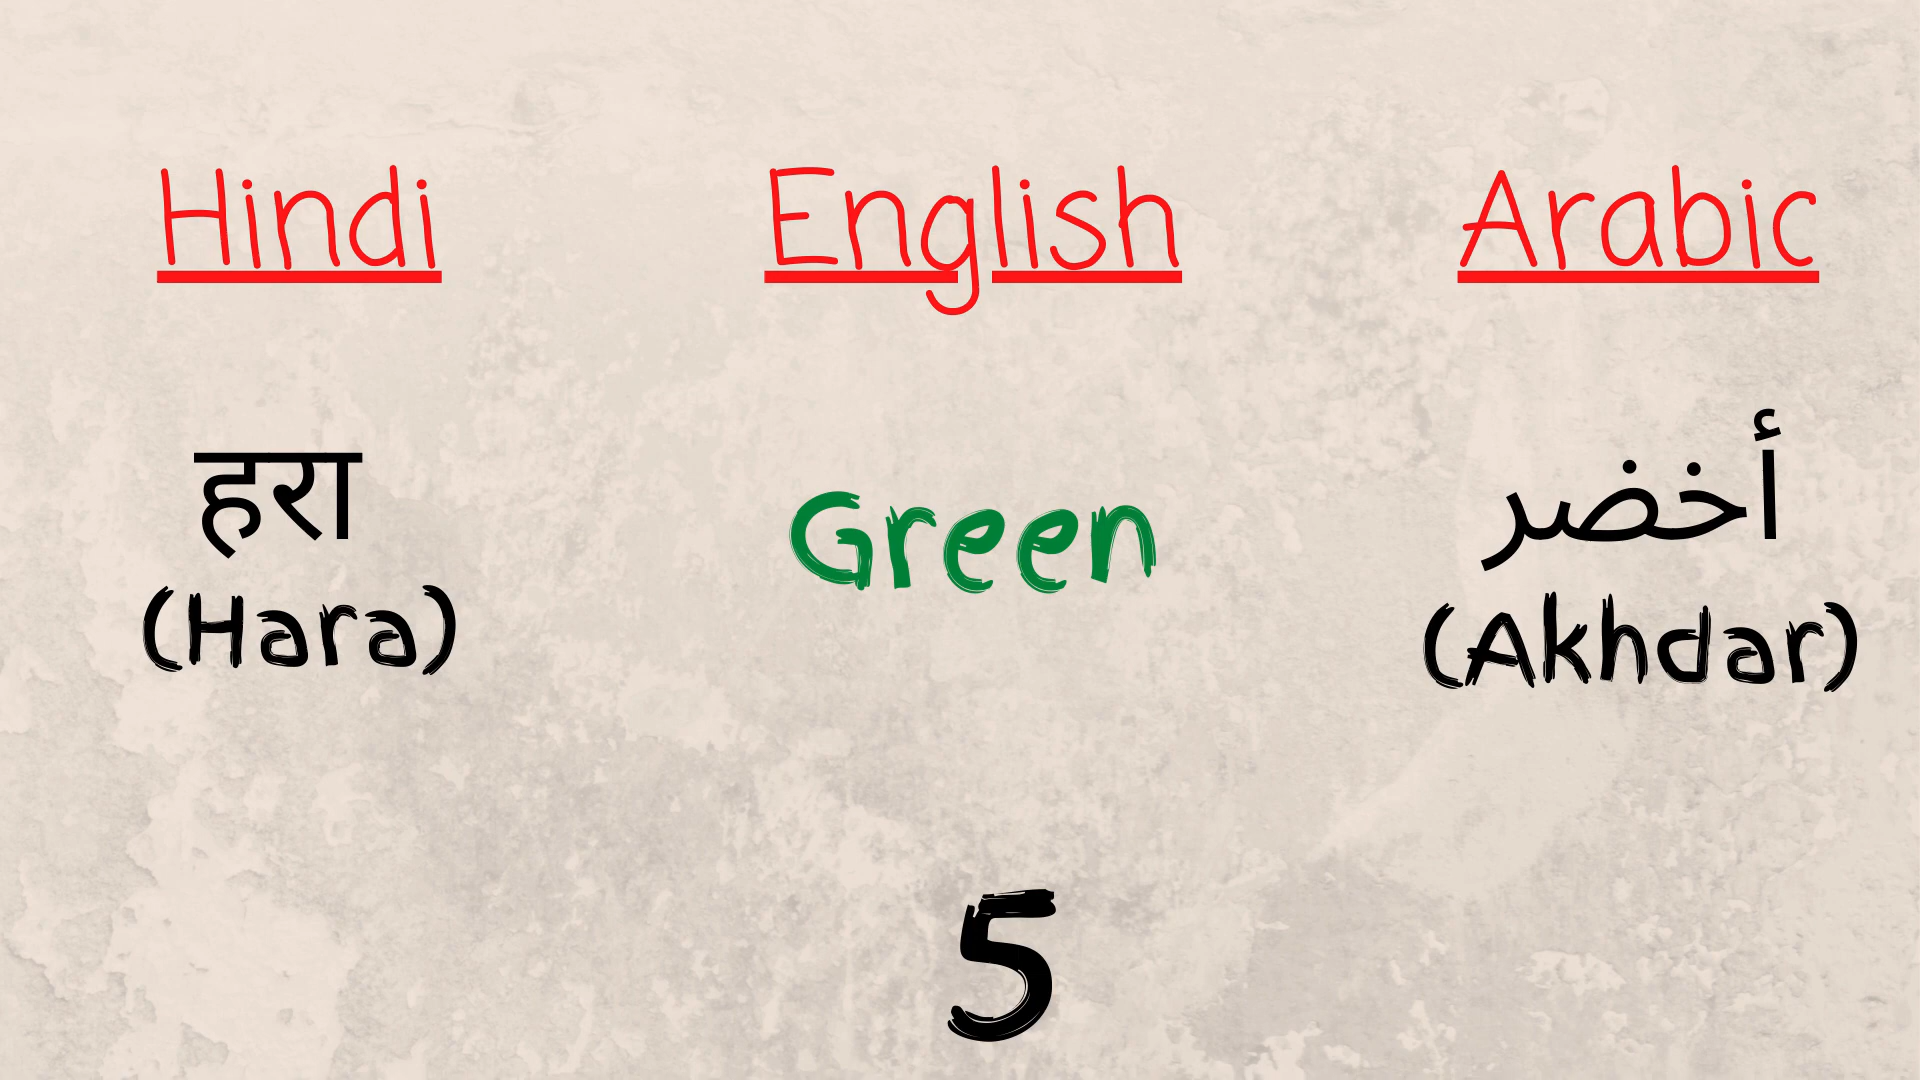 Hindi English Arabic
हरा Green أخضر
(Hara) (Akhdar)
5